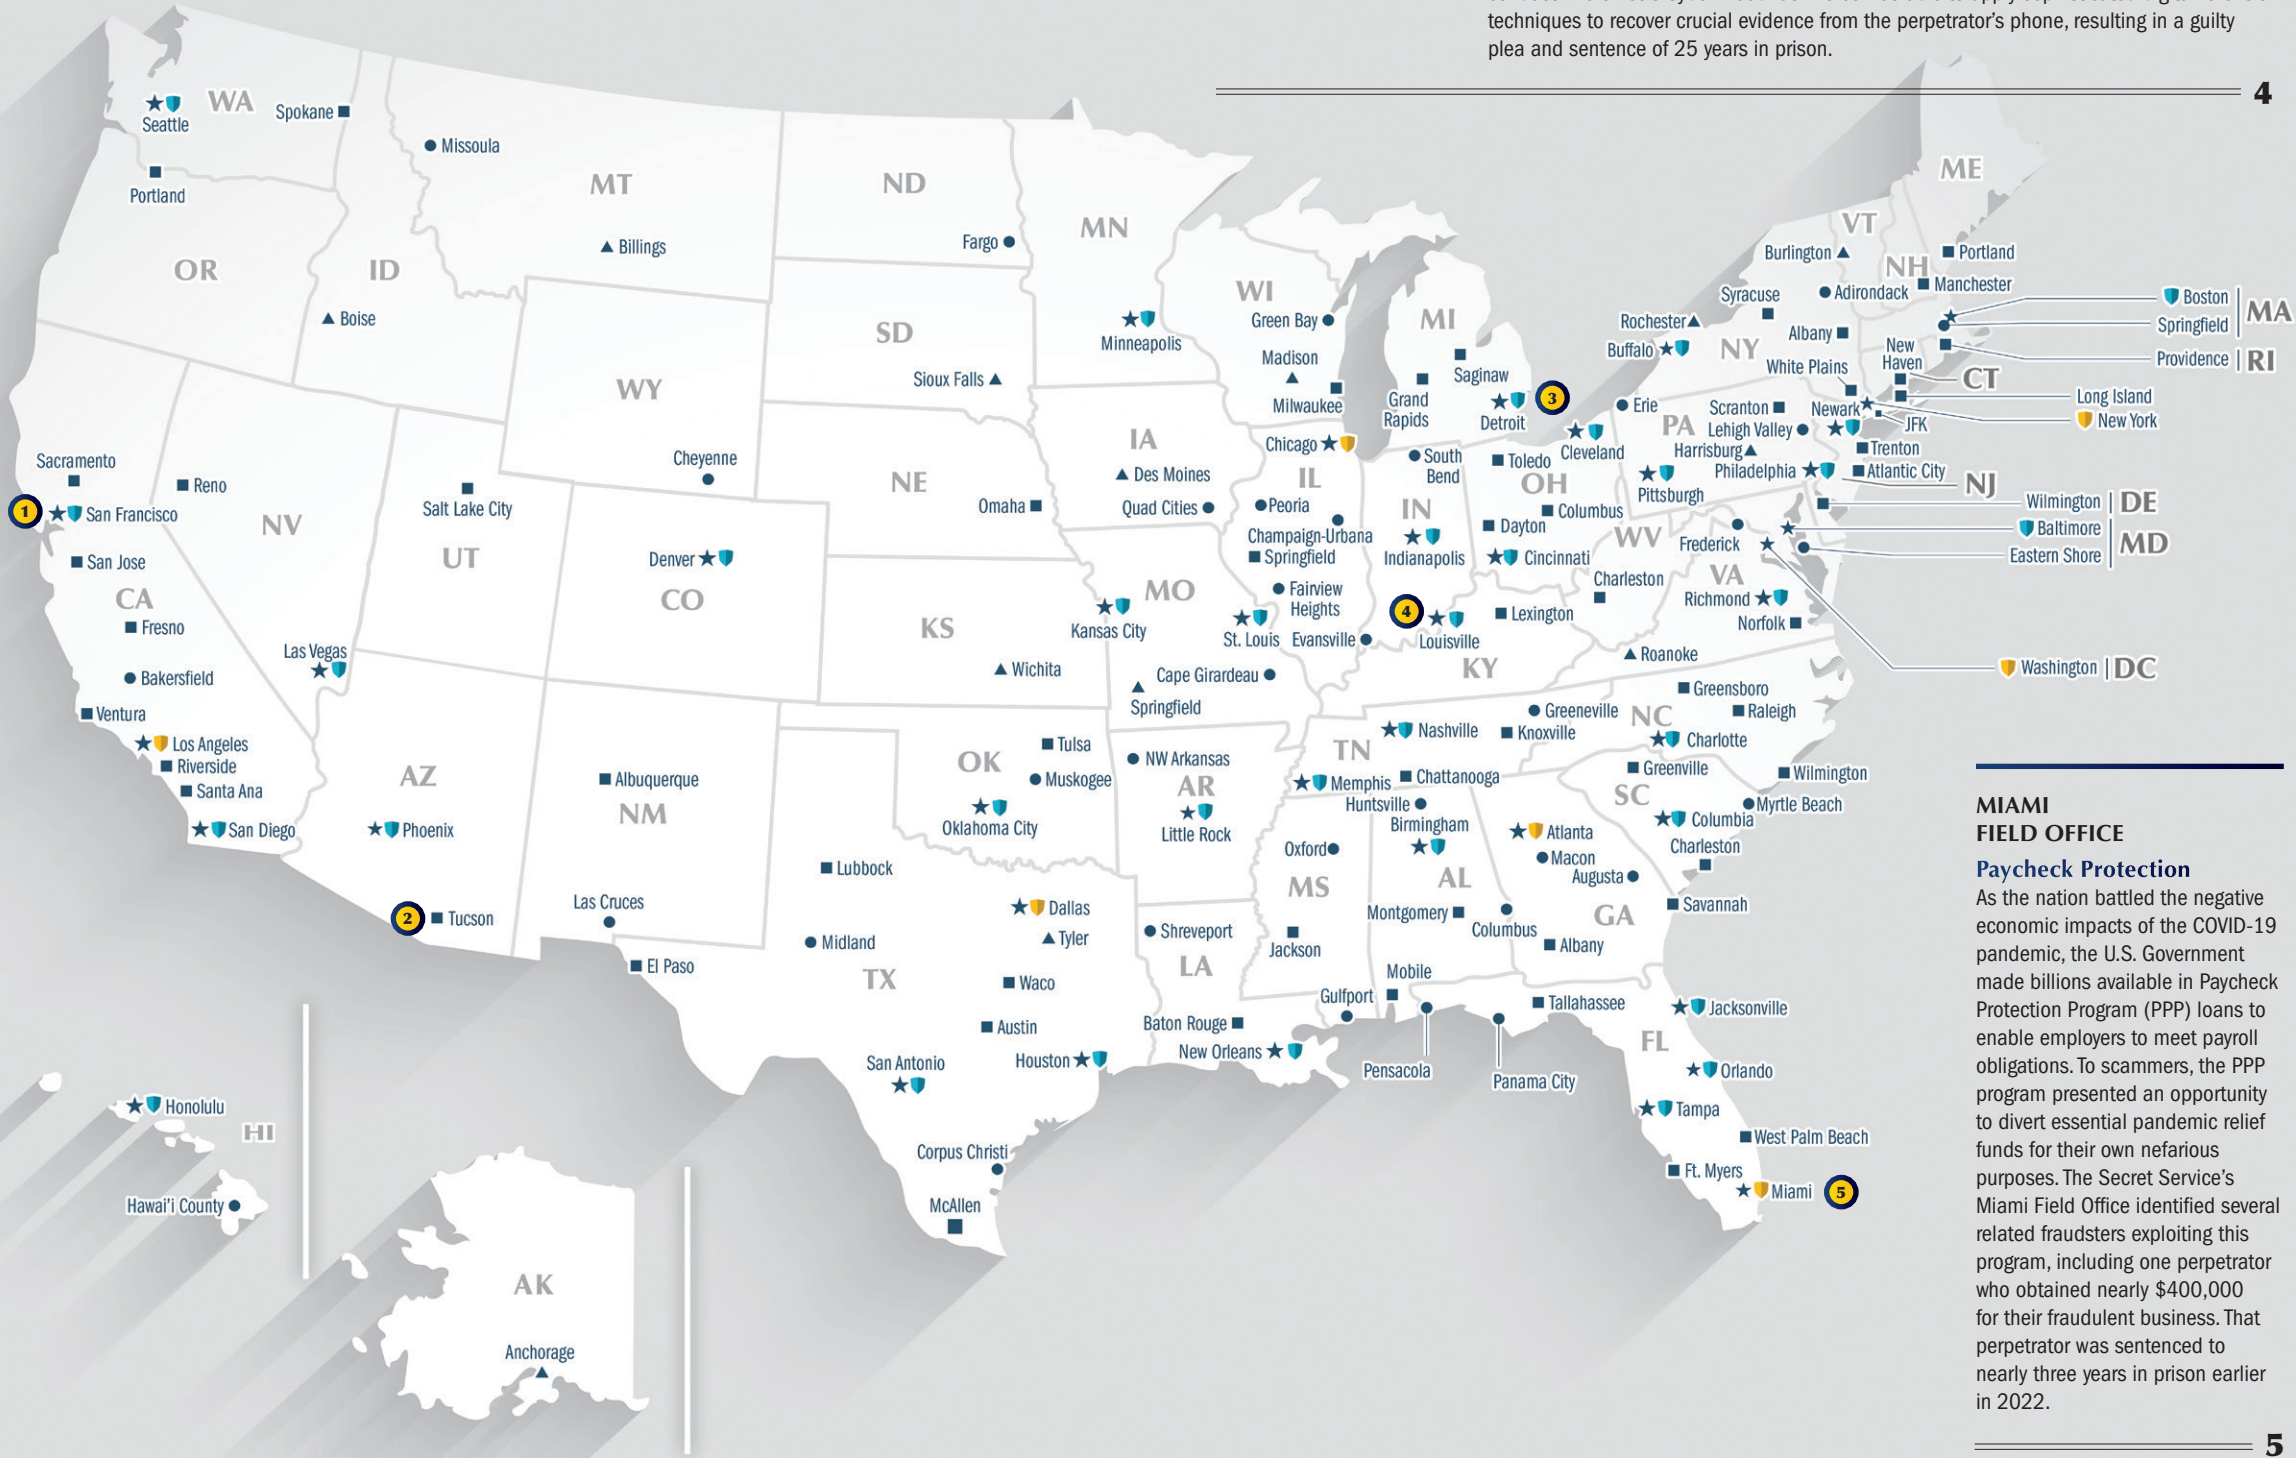 techniques to recover crucial evidence from the perpetrator's phone, resulting in a guilty
plea and sentence of 25 years in prison.
4
WA
Seattle
Spokane
Portland
OR
ID
Boise
Missoula
MT
Billings
ND
Fargo
SD
Sioux Falls
MN
Minneapolis
WI
Green Bay
Madison
Milwaukee
MI
Saginaw
Grand
Rapids
Detroit
3
WY
Cheyenne
NE
Omaha
IA
Des Moines
Quad Cities
Chicago
IL
Peoria
Champaign-Urbana
Springfield
Fairview
Heights
South
Bend
IN
Indianapolis
Evansville
Toledo
Cleveland
OH
Columbus
Dayton
Cincinnati
Sacramento
1
San Francisco
San Jose
CA
Fresno
Bakersfield
Ventura
Los Angeles
Riverside
Santa Ana
San Diego
Reno
NV
Las Vegas
Salt Lake City
UT
Denver
CO
KS
Wichita
MO
Kansas City
St. Louis
Cape Girardeau
Springfield
4
Louisville
Lexington
KY
WV
Charleston
AZ
Phoenix
2
Tucson
Albuquerque
NM
Las Cruces
OK
Tulsa
Muskogee
Oklahoma City
NW Arkansas
AR
Little Rock
TN
Nashville
Memphis
Chattanooga
Greeneville
Knoxville
NC
Greensboro
Raleigh
Charlotte
Wilmington
SC
Greenville
Columbia
Myrtle Beach
Charleston
TX
Lubbock
Midland
El Paso
Dallas
Tyler
Waco
Austin
San Antonio
Houston
Corpus Christi
McAllen
LA
Shreveport
Baton Rouge
New Orleans
MS
Oxford
Jackson
Gulfport
AL
Huntsville
Birmingham
Montgomery
Mobile
GA
Atlanta
Macon
Augusta
Columbus
Albany
Savannah
FL
Pensacola
Panama City
Tallahassee
Jacksonville
Orlando
Tampa
West Palm Beach
Ft. Myers
Miami
5
Honolulu
HI
Hawai'i County
AK
Anchorage
ME
Portland
VT
Burlington
NH
Manchester
Adirondack
Syracuse
Rochester
Buffalo
NY
Albany
White Plains
New
Haven
CT
Boston
Springfield
MA
Providence
RI
Long Island
New York
JFK
Newark
Trenton
Atlantic City
NJ
Erie
PA
Scranton
Lehigh Valley
Harrisburg
Philadelphia
Pittsburgh
Wilmington
DE
Baltimore
Eastern Shore
MD
Frederick
VA
Richmond
Norfolk
Roanoke
Washington
DC
MIAMI
FIELD OFFICE
Paycheck Protection
As the nation battled the negative
economic impacts of the COVID-19
pandemic, the U.S. Government
made billions available in Paycheck
Protection Program (PPP) loans to
enable employers to meet payroll
obligations. To scammers, the PPP
program presented an opportunity
to divert essential pandemic relief
funds for their own nefarious
purposes. The Secret Service's
Miami Field Office identified several
related fraudsters exploiting this
program, including one perpetrator
who obtained nearly $400,000
for their fraudulent business. That
perpetrator was sentenced to
nearly three years in prison earlier
in 2022.
5